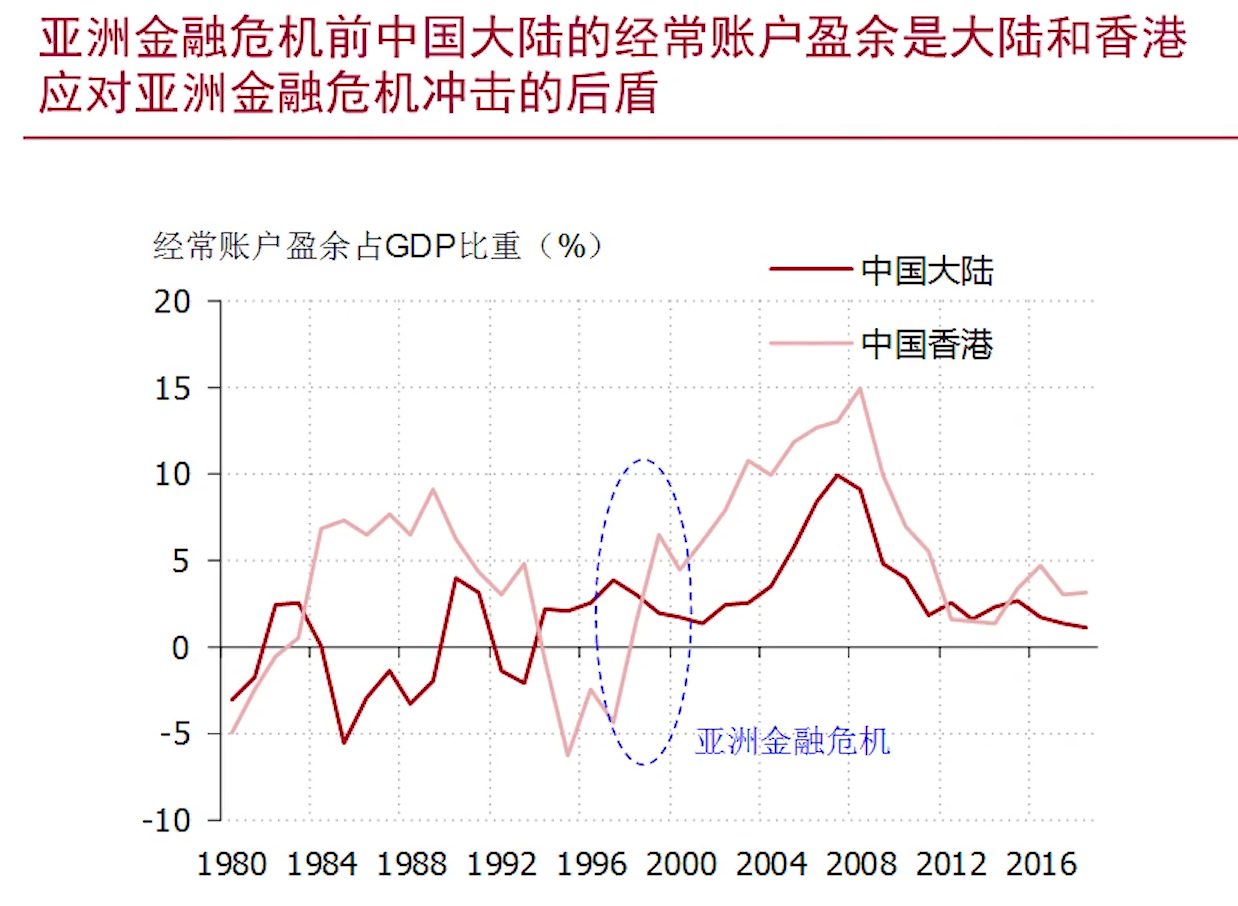 亚洲金融危机前中国大陆的经常账户盈余是大陆和香港
应对亚洲金融危机冲击的后盾
经常账户盈余占GDP比重（%）
中国大陆
中国香港
20
15
10
5
0
-5
-10
亚洲金融危机
1980 1984 1988 1992 1996 2000 2004 2008 2012 2016